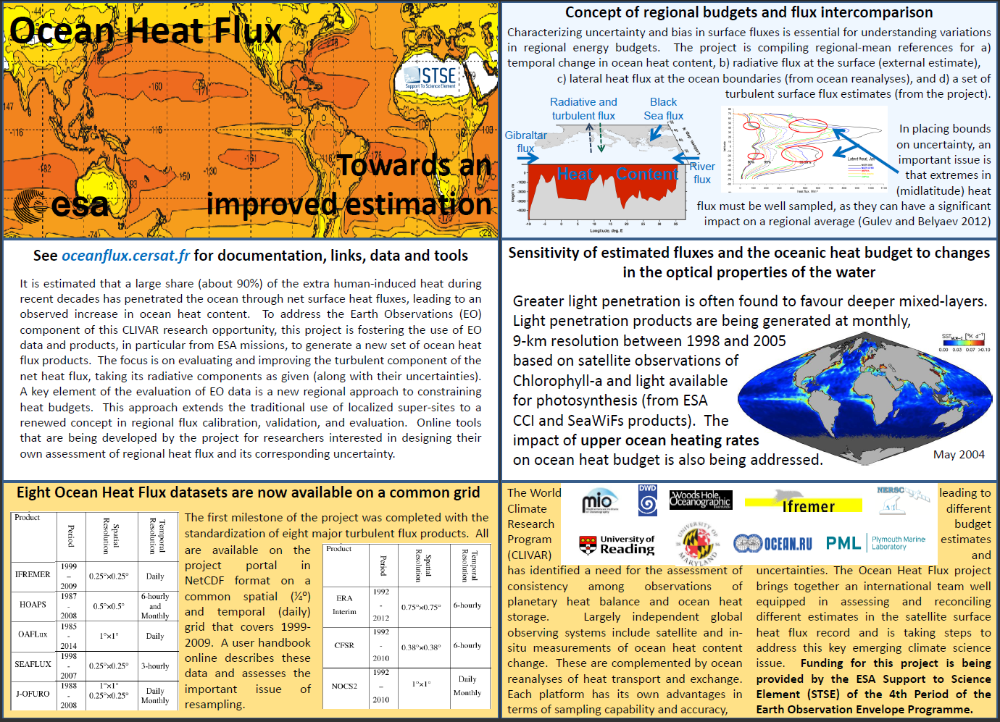 Ocean Heat Flux
STSE
Support To Science Element
-44
-160
-116
-116
147
-150
-130
-13
-74
esa
Towards an
improved estimation
Concept of regional budgets and flux intercomparison
Characterizing uncertainty and bias in surface fluxes is essential for understanding variations
in regional energy budgets. The project is compiling regional-mean references for a)
temporal change in ocean heat content, b) radiative flux at the surface (external estimate),
c) lateral heat flux at the ocean boundaries (from ocean reanalyses), and d) a set of
turbulent surface flux estimates (from the project).
Radiative and
turbulent flux
Black
Sea flux
Gibraltar
flux
River
flux
Heat Content
Depth, m
Longitude, deg. E
Latent heat, Jan
heat flux, Wm
In placing bounds
on uncertainty, an
important issue is
that extremes in
(midlatitude) heat
flux must be well sampled, as they can have a significant
impact on a regional average (Gulev and Belyaev 2012)
See oceanflux.cersat.fr for documentation, links, data and tools
It is estimated that a large share (about 90%) of the extra human-induced heat during
recent decades has penetrated the ocean through net surface heat fluxes, leading to an
observed increase in ocean heat content. To address the Earth Observations (EO)
component of this CLIVAR research opportunity, this project is fostering the use of EO
data and products, in particular from ESA missions, to generate a new set of ocean heat
flux products. The focus is on evaluating and improving the turbulent component of the
net heat flux, taking its radiative components as given (along with their uncertainties).
A key element of the evaluation of EO data is a new regional approach to constraining
heat budgets. This approach extends the traditional use of localized super-sites to a
renewed concept in regional flux calibration, validation, and evaluation. Online tools
that are being developed by the project for researchers interested in designing their
own assessment of regional heat flux and its corresponding uncertainty.
Sensitivity of estimated fluxes and the oceanic heat budget to changes
in the optical properties of the water
Greater light penetration is often found to favour deeper mixed-layers.
Light penetration products are being generated at monthly,
9-km resolution between 1998 and 2005
based on satellite observations of
Chlorophyll-a and light available
for photosynthesis (from ESA
CCI and SeaWiFs products). The
impact of upper ocean heating rates
on ocean heat budget is also being addressed.
0.00 0.03 0.07 >0.10
May 2004
Eight Ocean Heat Flux datasets are now available on a common grid
Product Period Spatial Resolution Temporal Resolution
IFREMER 1999 – 2009 0.25°×0.25° Daily
HOAPS 1987 - 2008 0.5°×0.5° 6-hourly and Monthly
OAFLux 1985 - 2014 1°×1° Daily
SEAFLUX 1998 - 2007 0.25°×0.25° 3-hourly
J-OFURO 1988 - 2008 1°×1° 0.25°×0.25° Daily Monthly
The first milestone of the project was completed with the
standardization of eight major turbulent flux products. All
are available on the
project portal in
NetCDF format on a
common spatial (¼°)
and temporal (daily)
grid that covers 1999-
2009. A user handbook
online describes these
data and assesses the
important issue of
resampling.
Product Period Spatial Resolution Temporal Resolution
ERA Interim 1992 - 2012 0.75°×0.75° 6-hourly
CFSR 1992 - 2010 0.38°×0.38° 6-hourly
NOCS2 1992 – 2010 1°×1° Daily Monthly
The World
Climate
Research
Program
(CLIVAR)
has identified a need for the assessment of
consistency among observations of
planetary heat balance and ocean heat
storage. Largely independent global
observing systems include satellite and in-
situ measurements of ocean heat content
change. These are complemented by ocean
reanalyses of heat transport and exchange.
Each platform has its own advantages in
terms of sampling capability and accuracy,
mio
Mediterranean Institute
of Oceanography
DWD
Woods Hole
Oceanographic
INSTITUTION
Ifremer
NERSC
University of
Reading
UNIVERSITY OF
MARYLAND
18 56
OCEAN.RU
PML
Plymouth Marine
Laboratory
leading to
different
budget
estimates
and
uncertainties. The Ocean Heat Flux project
brings together an international team well
equipped in assessing and reconciling
different estimates in the satellite surface
heat flux record and is taking steps to
address this key emerging climate science
issue. Funding for this project is being
provided by the ESA Support to Science
Element (STSE) of the 4th Period of the
Earth Observation Envelope Programme.